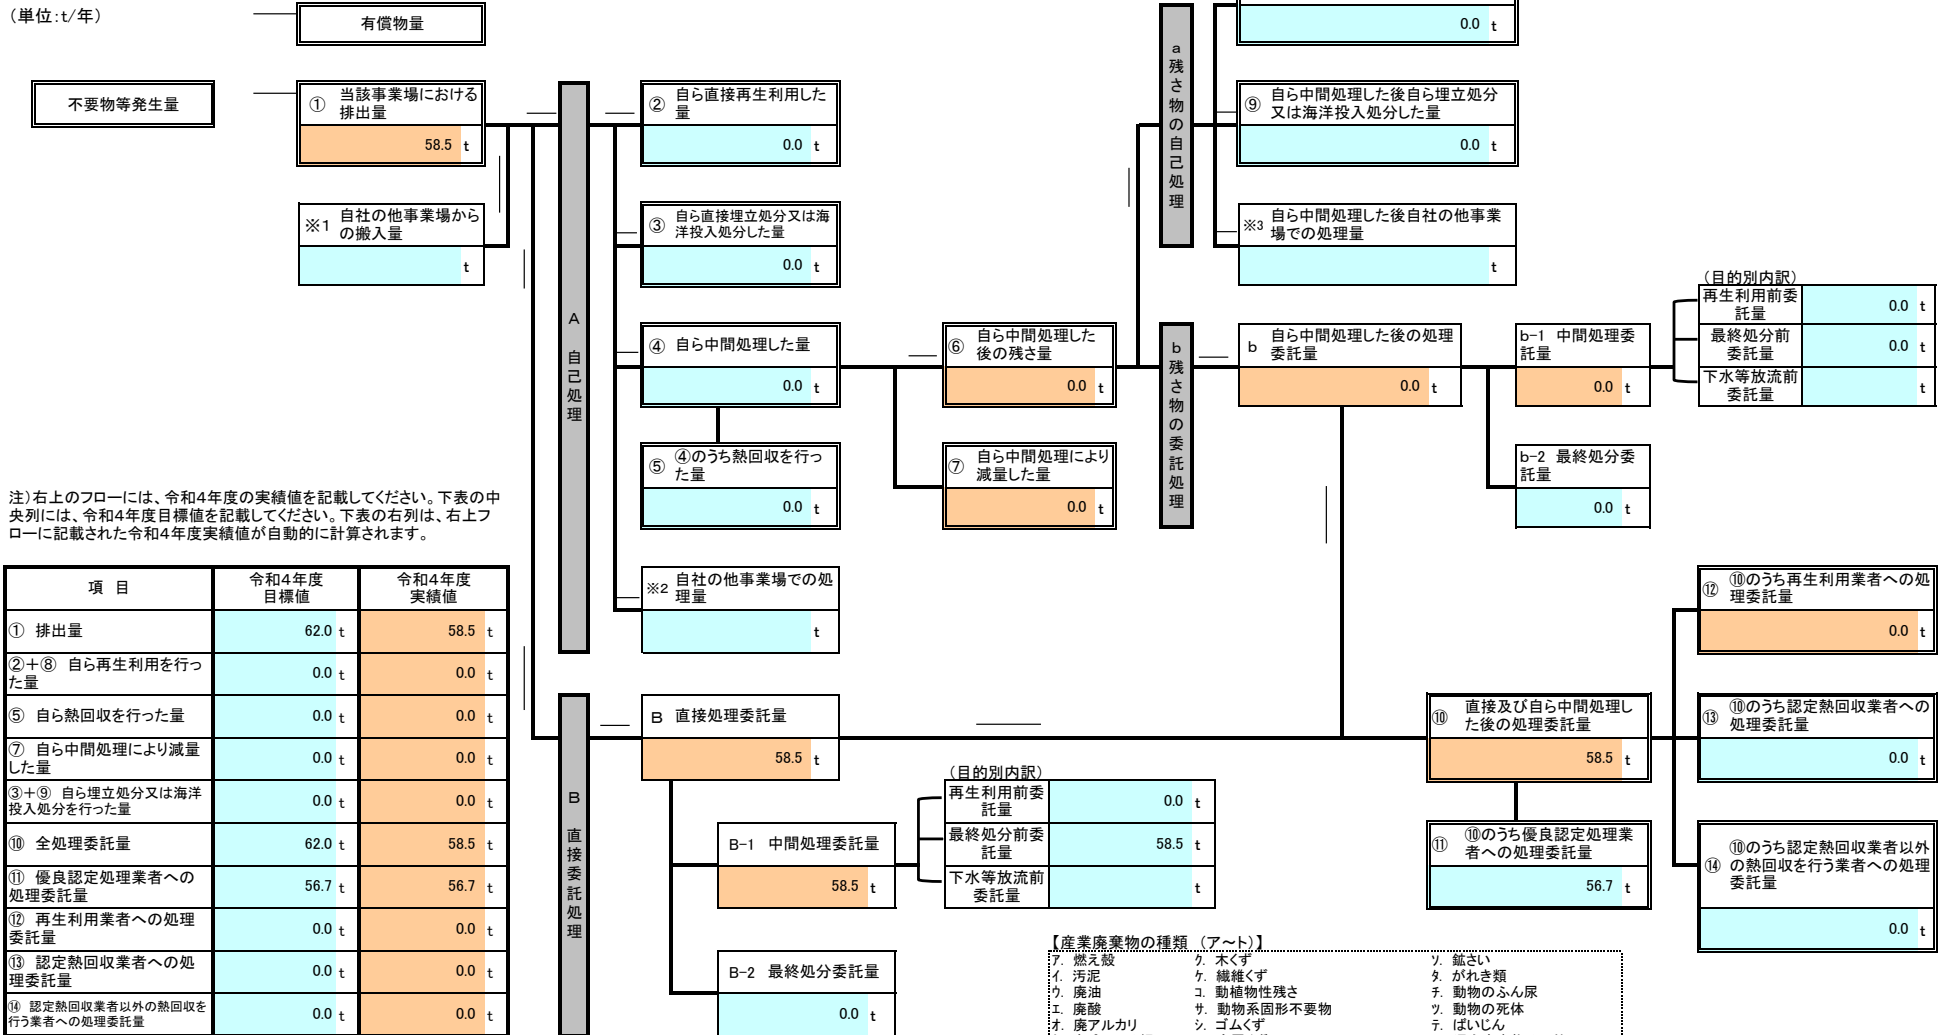 (単位:t/年)
有償物量
0.0 t
不要物等発生量
① 当該事業場における
排出量
58.5 t
② 自ら直接再生利用した
量
0.0 t
⑨ 自ら中間処理した後自ら埋立処分
又は海洋投入処分した量
0.0 t
a 残さ物の自己処理
※1 自社の他事業場から
の搬入量
t
③ 自ら直接埋立処分又は海
洋投入処分した量
0.0 t
※3 自ら中間処理した後自社の他事業
場での処理量
t
A 自己処理
④ 自ら中間処理した量
0.0 t
⑥ 自ら中間処理した
後の残さ量
0.0 t
b 残さ物の委託処理
b 自ら中間処理した後の処理
委託量
0.0 t
b-1 中間処理委
託量
0.0 t
(目的別内訳)
再生利用前委
託量 0.0 t
最終処分前
委託量 0.0 t
下水等放流前
委託量 t
⑤ ④のうち熱回収を行っ
た量
0.0 t
⑦ 自ら中間処理により
減量した量
0.0 t
b-2 最終処分委
託量
0.0 t
注)右上のフローには、令和4年度の実績値を記載してください。下表の中
央列には、令和4年度目標値を記載してください。下表の右列は、右上フ
ローに記載された令和4年度実績値が自動的に計算されます。
※2 自社の他事業場での処
理量
t
項 目 令和4年度
目標値 令和4年度
実績値
① 排出量 62.0 t 58.5 t
②+⑧ 自ら再生利用を行っ
た量 0.0 t 0.0 t
⑤ 自ら熱回収を行った量 0.0 t 0.0 t
⑦ 自ら中間処理により減量
した量 0.0 t 0.0 t
③+⑨ 自ら埋立処分又は海洋
投入処分を行った量 0.0 t 0.0 t
⑩ 全処理委託量 62.0 t 58.5 t
⑪ 優良認定処理業者への
処理委託量 56.7 t 56.7 t
⑫ 再生利用業者への処理
委託量 0.0 t 0.0 t
⑬ 認定熱回収業者への処
理委託量 0.0 t 0.0 t
⑭ 認定熱回収業者以外の熱回収を
行う業者への処理委託量 0.0 t 0.0 t
B 直接委託処理
B 直接処理委託量
58.5 t
(目的別内訳)
再生利用前委
託量 0.0 t
最終処分前委
託量 58.5 t
下水等放流前
委託量 t
B-1 中間処理委託量
58.5 t
B-2 最終処分委託量
0.0 t
⑩ 直接及び自ら中間処理し
た後の処理委託量
58.5 t
⑪ ⑩のうち優良認定処理業
者への処理委託量
56.7 t
⑫ ⑩のうち再生利用業者への処
理委託量
0.0 t
⑬ ⑩のうち認定熱回収業者への
処理委託量
0.0 t
⑭ ⑩のうち認定熱回収業者以外
の熱回収を行う業者への処理
委託量
0.0 t
【産業廃棄物の種類 (ア~ト)】
ア. 燃え殻 ク. 木くず ソ. 鉱さい
イ. 汚泥 ケ. 繊維くず タ. がれき類
ウ. 廃油 コ. 動植物性残さ チ. 動物のふん尿
エ. 廃酸 サ. 動物系固形不要物 ツ. 動物の死体
オ. 廃アルカリ シ. ゴムくず テ. ばいじん